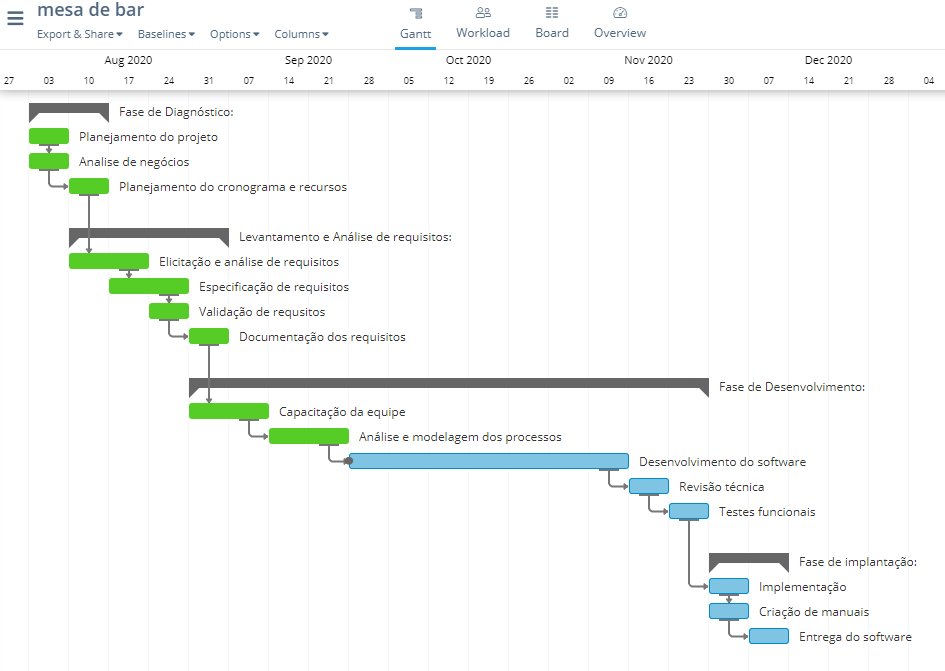 mesa de bar
Export & Share Baselines Options Columns
Gantt Workload Board Overview
Aug 2020 Sep 2020 Oct 2020 Nov 2020 Dec 2020
27 03 10 17 24 31 07 14 21 28 05 12 19 26 02 09 16 23 30 07 14 21 28 04
Fase de Diagnóstico:
Planejamento do projeto
Analise de negócios
Planejamento do cronograma e recursos
Levantamento e Análise de requisitos:
Elicitação e análise de requisitos
Especificação de requisitos
Validação de requsitos
Documentação dos requisitos
Fase de Desenvolvimento:
Capacitação da equipe
Análise e modelagem dos processos
Desenvolvimento do software
Revisão técnica
Testes funcionais
Fase de implantação:
Implementação
Criação de manuais
Entrega do software